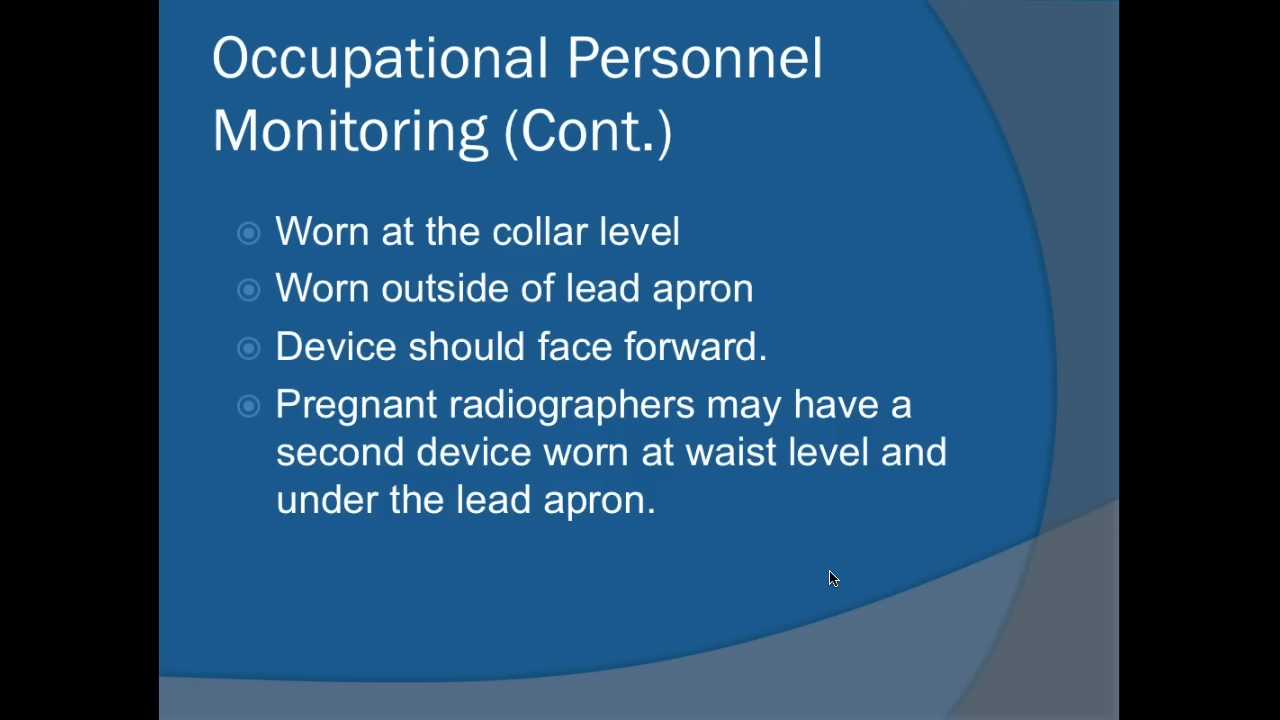 Occupational Personnel
Monitoring (Cont.)
Worn at the collar level
Worn outside of lead apron
Device should face forward.
Pregnant radiographers may have a
second device worn at waist level and
under the lead apron.